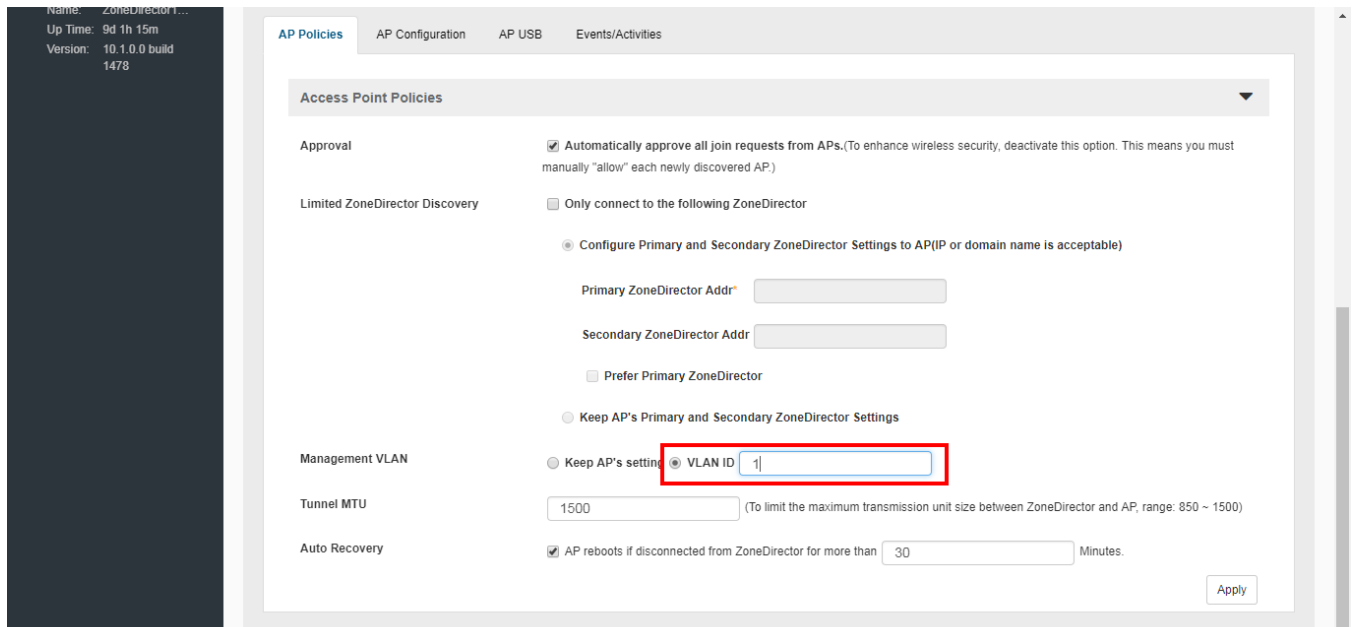 Name: ZoneDirector1...
Up Time: 9d 1h 15m
Version: 10.1.0.0 build
1478
AP Policies AP Configuration AP USB Events/Activities
Access Point Policies
Approval
Automatically approve all join requests from APs.(To enhance wireless security, deactivate this option. This means you must
manually "allow" each newly discovered AP.)
Limited ZoneDirector Discovery
Only connect to the following ZoneDirector
Configure Primary and Secondary ZoneDirector Settings to AP(IP or domain name is acceptable)
Primary ZoneDirector Addr*
Secondary ZoneDirector Addr
Prefer Primary ZoneDirector
Keep AP's Primary and Secondary ZoneDirector Settings
Management VLAN
Keep AP's setting VLAN ID 1
Tunnel MTU
1500 (To limit the maximum transmission unit size between ZoneDirector and AP, range: 850 ~ 1500)
Auto Recovery
AP reboots if disconnected from ZoneDirector for more than 30 Minutes.
Apply